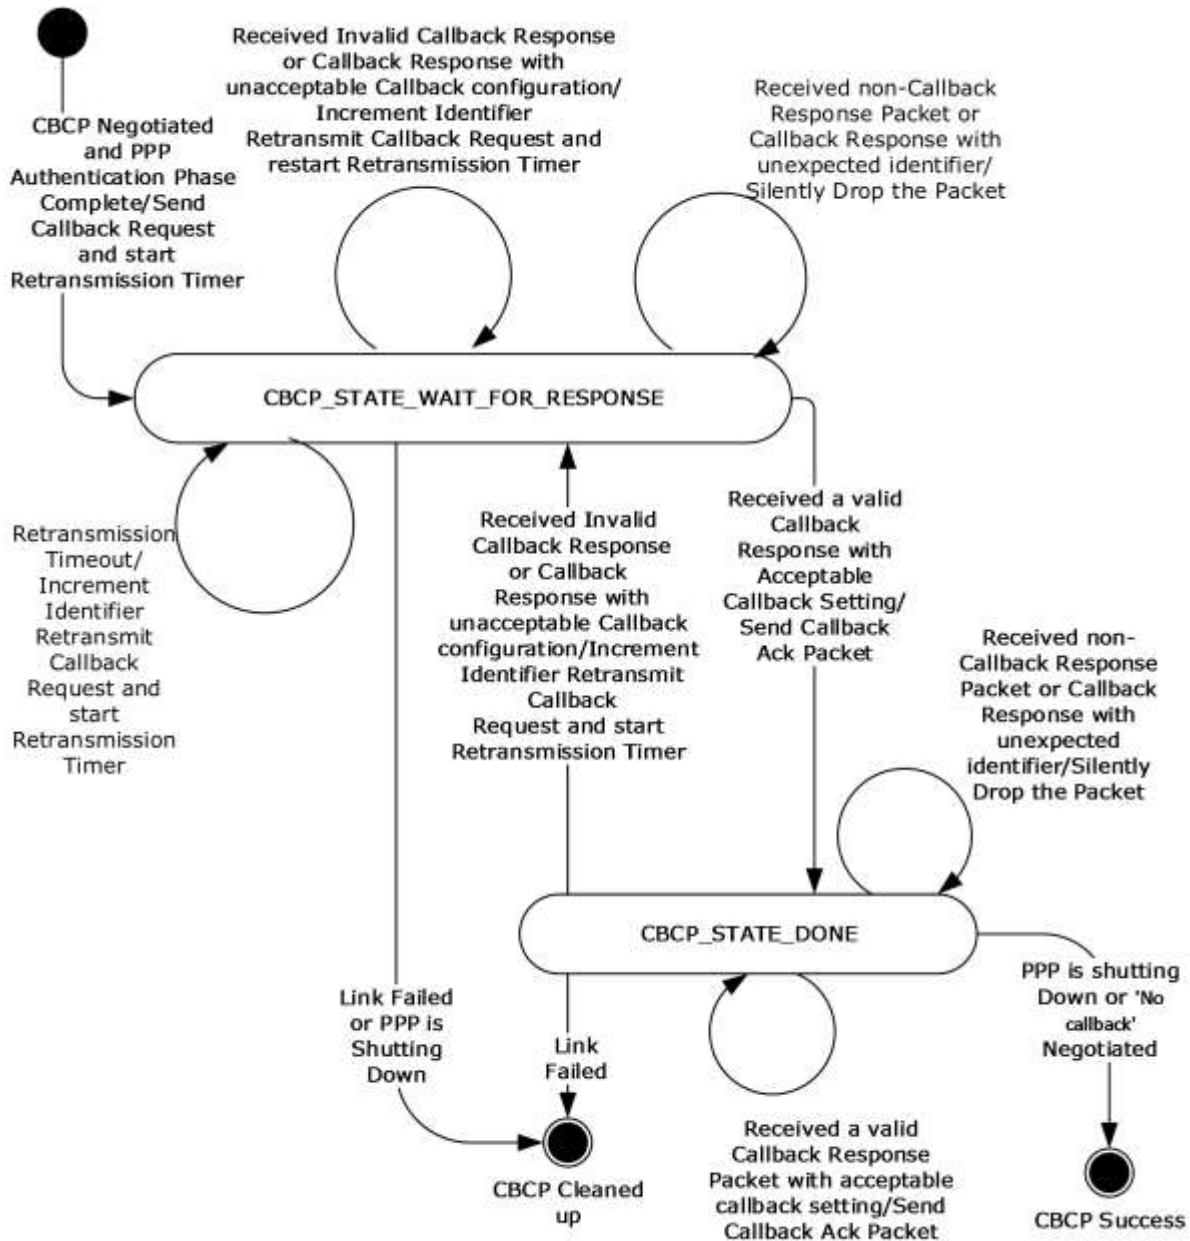 Received Invalid Callback Response
or Callback Response with
unacceptable Callback configuration/
Increment Identifier
Retransmit Callback Request and
restart Retransmission Timer
Received non-Callback
Response Packet or
Callback Response with
unexpected identifier/
Silently Drop the Packet
CBCP Negotiated
and PPP
Authentication Phase
Complete/Send
Callback Request
and start
Retransmission Timer
CBCP_STATE_WAIT_FOR_RESPONSE
Retransmission
Timeout/
Increment
Identifier
Retransmit
Callback
Request and
start
Retransmission
Timer
Received Invalid
Callback Response
or Callback
Response with
unacceptable Callback
configuration/Increment
Identifier Retransmit
Callback
Request and start
Retransmission Timer
Received a valid
Callback
Response with
Acceptable
Callback Setting/
Send Callback
Ack Packet
Received non-
Callback Response
Packet or Callback
Response with
unexpected
identifier/Silently
Drop the Packet
CBCP_STATE_DONE
Link Failed
or PPP is
Shutting
Down
Link
Failed
PPP is shutting
Down or 'No
callback'
Negotiated
CBCP Cleaned
up
Received a valid
Callback Response
Packet with acceptable
callback setting/Send
Callback Ack Packet
CBCP Success